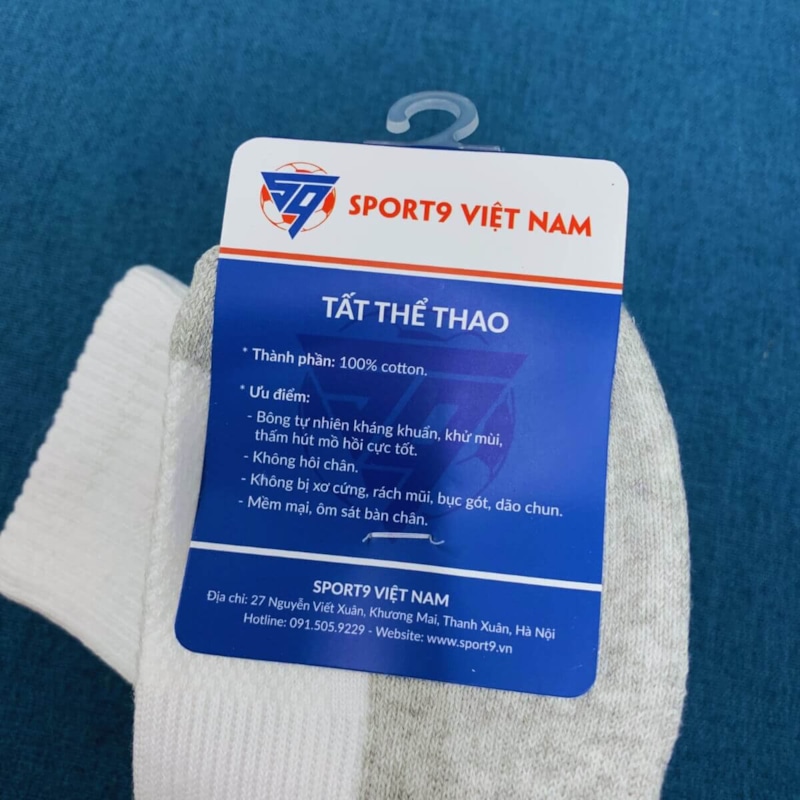 S9 SPORT9 VIỆT NAM
TẤT THỂ THAO
* Thành phần: 100% cotton.
* Ưu điểm:
- Bông tự nhiên kháng khuẩn, khử mùi,
thấm hút mồ hồi cực tốt.
- Không hôi chân.
- Không bị xơ cứng, rách mũi, bục gót, dão chun.
- Mềm mại, ôm sát bàn chân.
SPORT9 VIỆT NAM
Địa chỉ: 27 Nguyễn Viết Xuân, Khương Mai, Thanh Xuân, Hà Nội
Hotline: 091.505.9229 - Website: www.sport9.vn